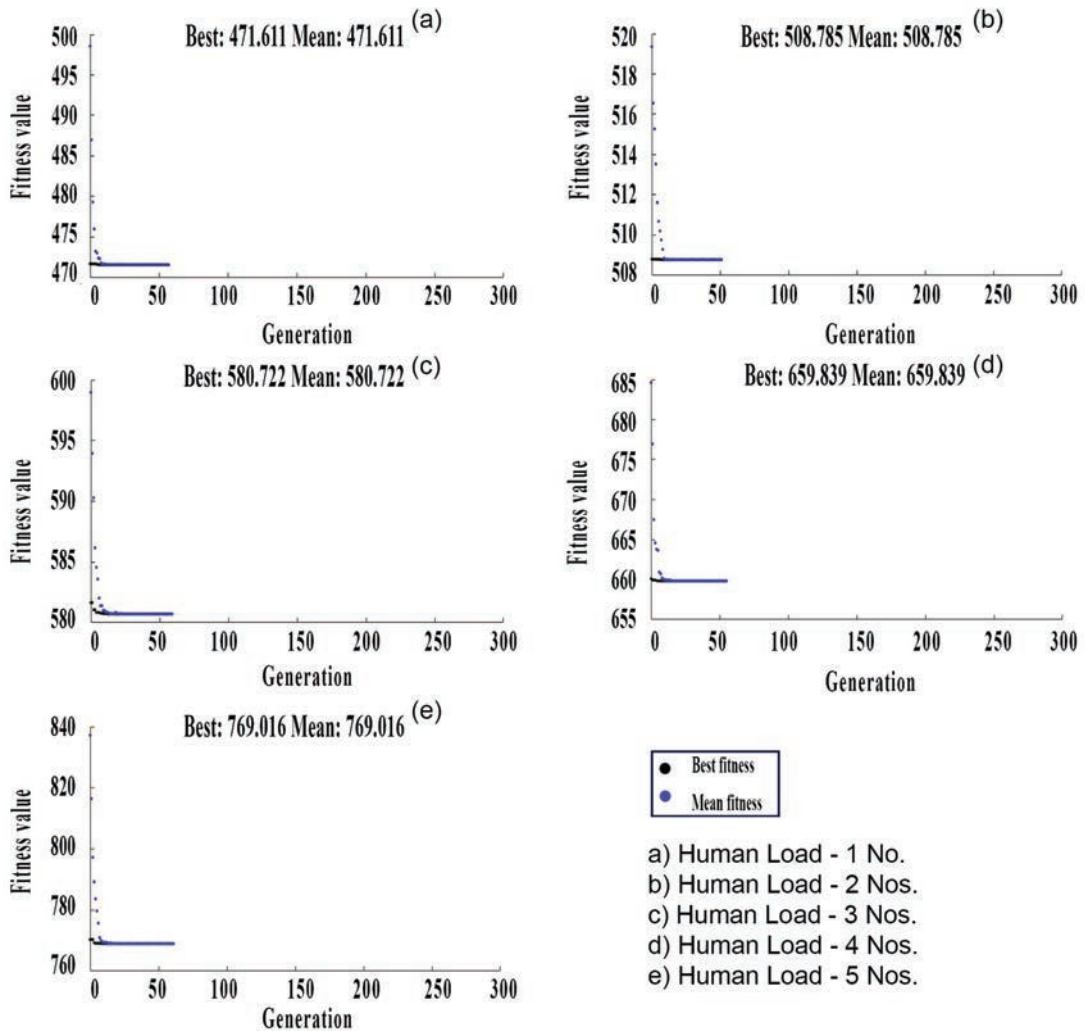 (a)
Best: 471.611 Mean: 471.611
Fitness value
500
495
490
485
480
475
470
0 50 100 150 200 250 300
Generation
(b)
Best: 508.785 Mean: 508.785
Fitness value
520
518
516
514
512
510
508
0 50 100 150 200 250 300
Generation
(c)
Best: 580.722 Mean: 580.722
Fitness value
600
595
590
585
580
0 50 100 150 200 250 300
Generation
(d)
Best: 659.839 Mean: 659.839
Fitness value
685
680
675
670
665
660
655
0 50 100 150 200 250 300
Generation
(e)
Best: 769.016 Mean: 769.016
Fitness value
840
820
800
780
760
0 50 100 150 200 250 300
Generation
Best fitness
Mean fitness
a) Human Load - 1 No.
b) Human Load - 2 Nos.
c) Human Load - 3 Nos.
d) Human Load - 4 Nos.
e) Human Load - 5 Nos.